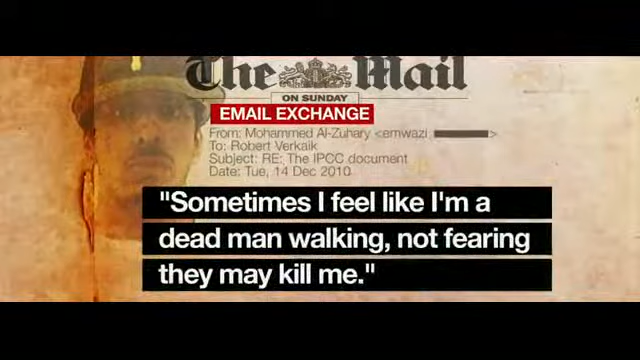 The Mail
ON SUNDAY
EMAIL EXCHANGE
From: Mohammed Al-Zuhary <emwazi_ >
To: Robert Verkaik
Subject: RE: The IPCC document
Date: Tue, 14 Dec 2010
"Sometimes I feel like I'm a
dead man walking, not fearing
they may kill me."